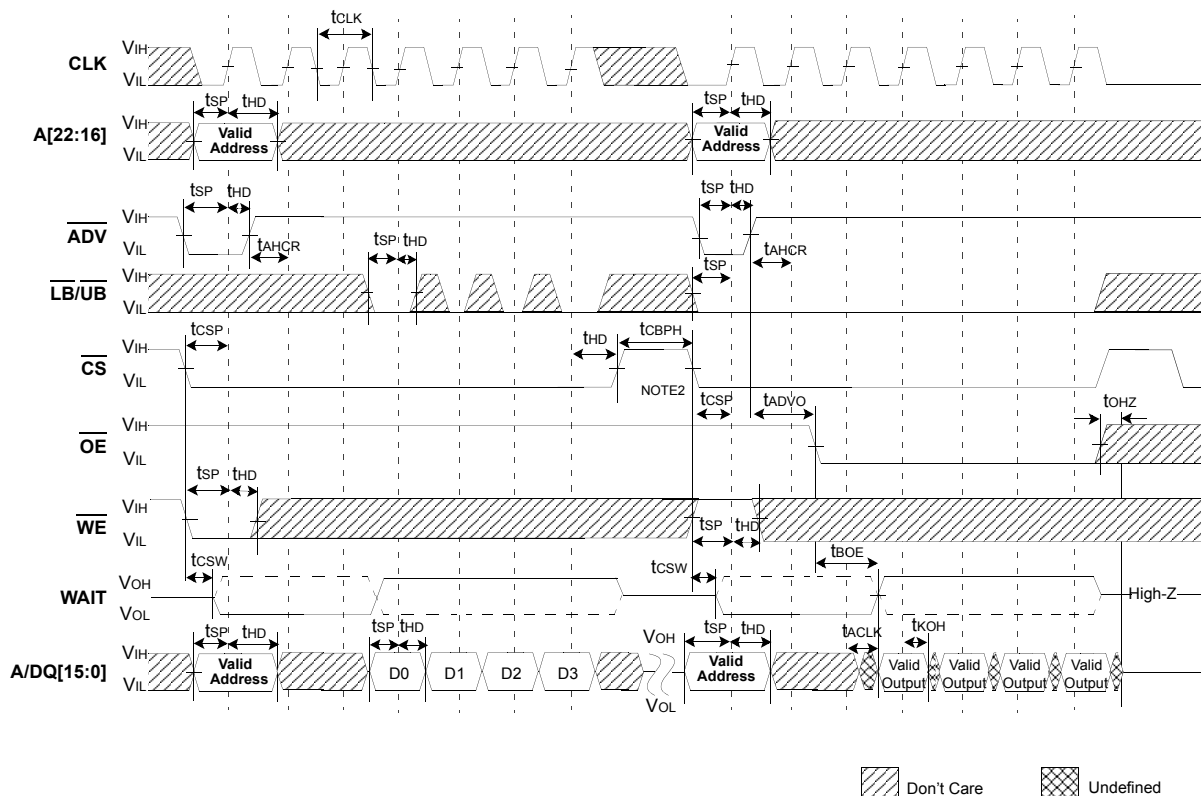 tCLK
CLK VIH
VIL
tSP tHD tSP tHD
A[22:16] VIH Valid Address Valid Address
VIL
tSP tHD tSP tHD
ADV VIH
VIL
tAHCR tSP tHD tAHCR
LB/UB VIH tSP
VIL
tCSP tHD tCBPH
CS VIH
VIL NOTE2
tCSP tADVO tOHZ
OE VIH
VIL
tSP tHD
WE VIH
VIL tSP tHD
tCSW tCSW tBOE
WAIT VOH High-Z
VOL
tSP tHD tSP tHD VOH tSP tHD tACLK tKOH
A/DQ[15:0] VIH Valid Address D0 D1 D2 D3 Valid Address Valid Output Valid Output Valid Output Valid Output
VIL
VOL
Don't Care Undefined